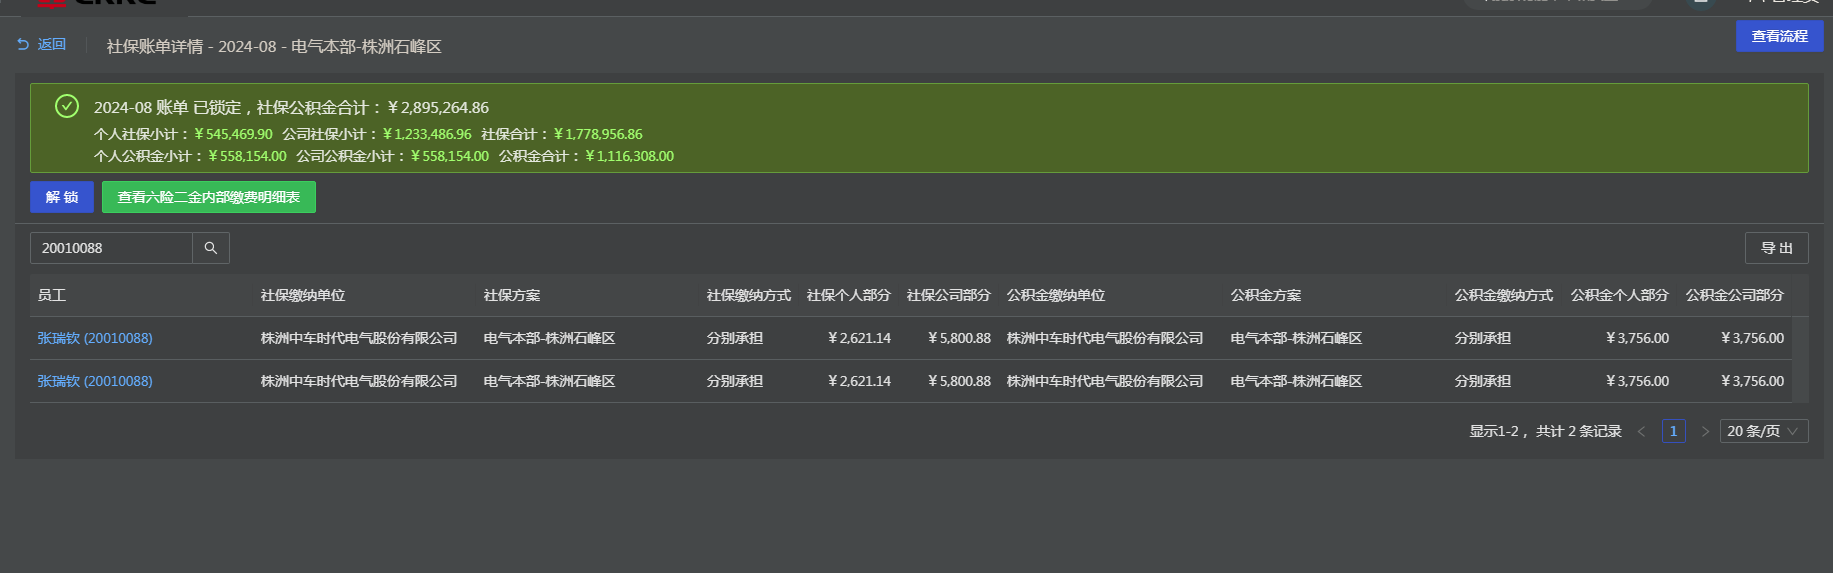 返回
社保账单详情 - 2024-08 - 电气本部-株洲石峰区
查看流程
2024-08 账单 已锁定，社保公积金合计：￥2,895,264.86
个人社保小计：￥545,469.90 公司社保小计：￥1,233,486.96 社保合计：￥1,778,956.86
个人公积金小计：￥558,154.00 公司公积金小计：￥558,154.00 公积金合计：￥1,116,308.00
解 锁 查看六险二金内部缴费明细表
20010088 导 出
员工 社保缴纳单位 社保方案 社保缴纳方式 社保个人部分 社保公司部分 公积金缴纳单位 公积金方案 公积金缴纳方式 公积金个人部分 公积金公司部分
张瑞钦 (20010088) 株洲中车时代电气股份有限公司 电气本部-株洲石峰区 分别承担 ￥2,621.14 ￥5,800.88 株洲中车时代电气股份有限公司 电气本部-株洲石峰区 分别承担 ￥3,756.00 ￥3,756.00
张瑞钦 (20010088) 株洲中车时代电气股份有限公司 电气本部-株洲石峰区 分别承担 ￥2,621.14 ￥5,800.88 株洲中车时代电气股份有限公司 电气本部-株洲石峰区 分别承担 ￥3,756.00 ￥3,756.00
显示1-2， 共计 2 条记录 1 20 条/页